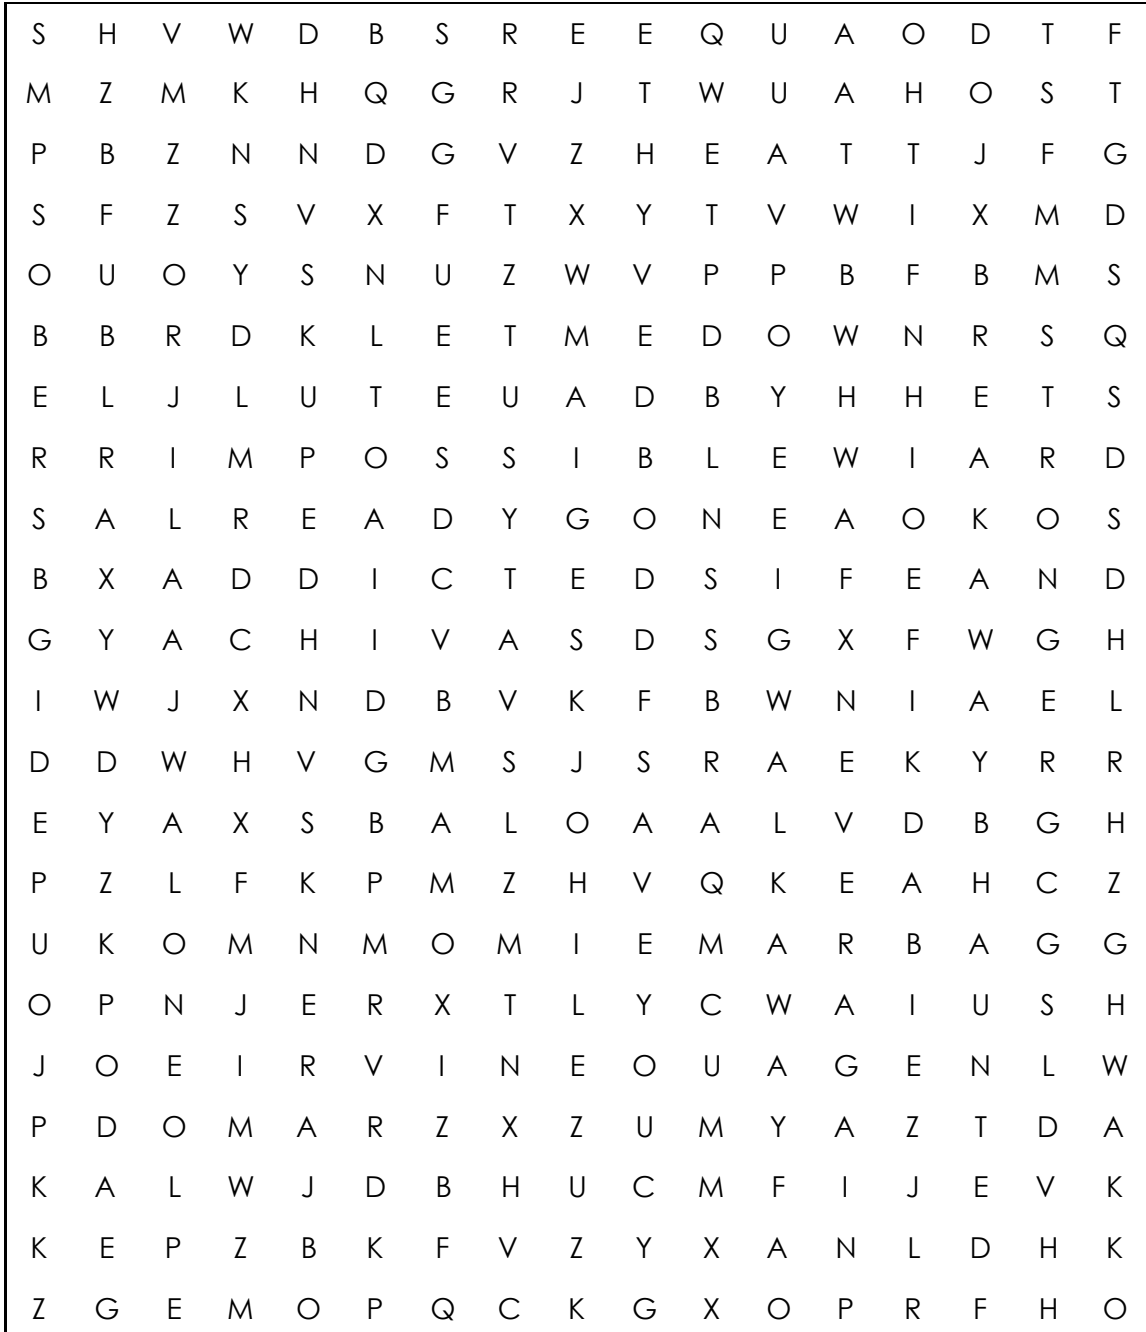 S H V W D B S R E E Q U A O D T F
M Z M K H Q G R J T W U A H O S T
P B Z N N D G V Z H E A T T J F G
S F Z S V X F T X Y T V W I X M D
O U O Y S N U Z W V P P B F B M S
B B R D K L E T M E D O W N R S Q
E L J L U T E U A D B Y H H E T S
R R I M P O S S I B L E W I A R D
S A L R E A D Y G O N E A O K O S
B X A D D I C T E D S I F E A N D
G Y A C H I V A S D S G X F W G H
I W J X N D B V K F B W N I A E L
D D W H V G M S J S R A E K Y R R
E Y A X S B A L O A A L V D B G H
P Z L F K P M Z H V Q K E A H C Z
U K O M N M O M I E M A R B A G G
O P N J E R X T L Y C W A I U S H
J O E I R V I N E O U A G E N L W
P D O M A R Z X Z U M Y A Z T D A
K A L W J D B H U C M F I J E V K
K E P Z B K F V Z Y X A N L D H K
Z G E M O P Q C K G X O P R F H O